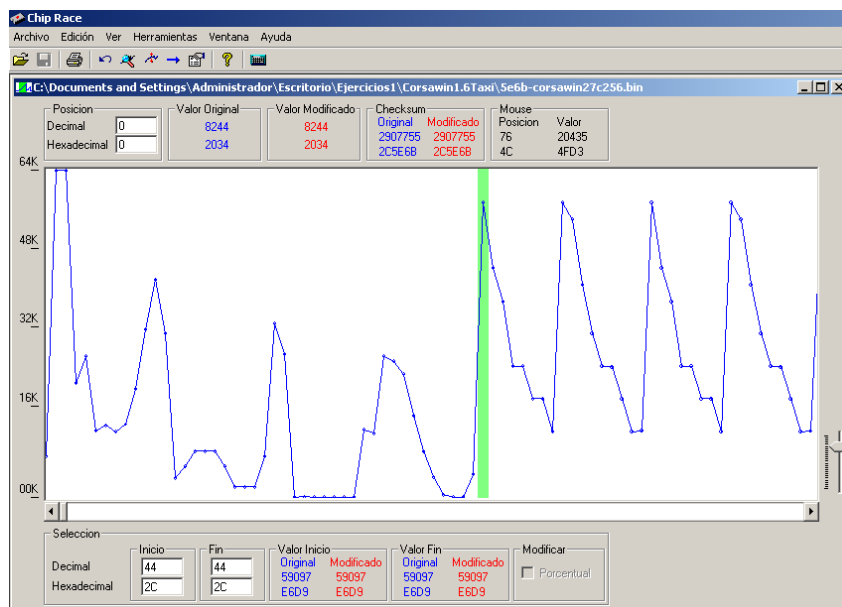 Chip Race
Archivo Edición Ver Herramientas Ventana Ayuda
C:\Documents and Settings\Administrador\Escritorio\Ejercicios1\Corsawin1.6Taxi\5e6b-corsawin27c256.bin
Posicion Valor Original Valor Modificado Checksum Mouse
Original Modificado Posicion Valor
Decimal 0 8244 8244 2907755 2907755 76 20435
Hexadecimal 0 2034 2034 2C5E6B 2C5E6B 4C 4FD3
64K
48K
32K
16K
00K
Seleccion
Inicio Fin Valor Inicio Valor Fin Modificar
Original Modificado Original Modificado
Decimal 44 44 59097 59097 59097 59097 Porcentual
Hexadecimal 2C 2C E6D9 E6D9 E6D9 E6D9